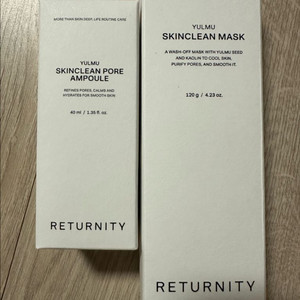 MORE THAN SKIN DEEP, LIFE ROUTINE CARE
YULMU
SKINCLEAN PORE
AMPOULE
REFINES PORES, CALMS AND
HYDRATES FOR SMOOTH SKIN
40 ml / 1.35 fl. oz.
RETURNITY
YULMU
SKINCLEAN MASK
A WASH-OFF MASK WITH YULMU SEED
AND KAOLIN TO COOL SKIN,
PURIFY PORES, AND SMOOTH IT.
120 g / 4.23 oz.
RETURNITY